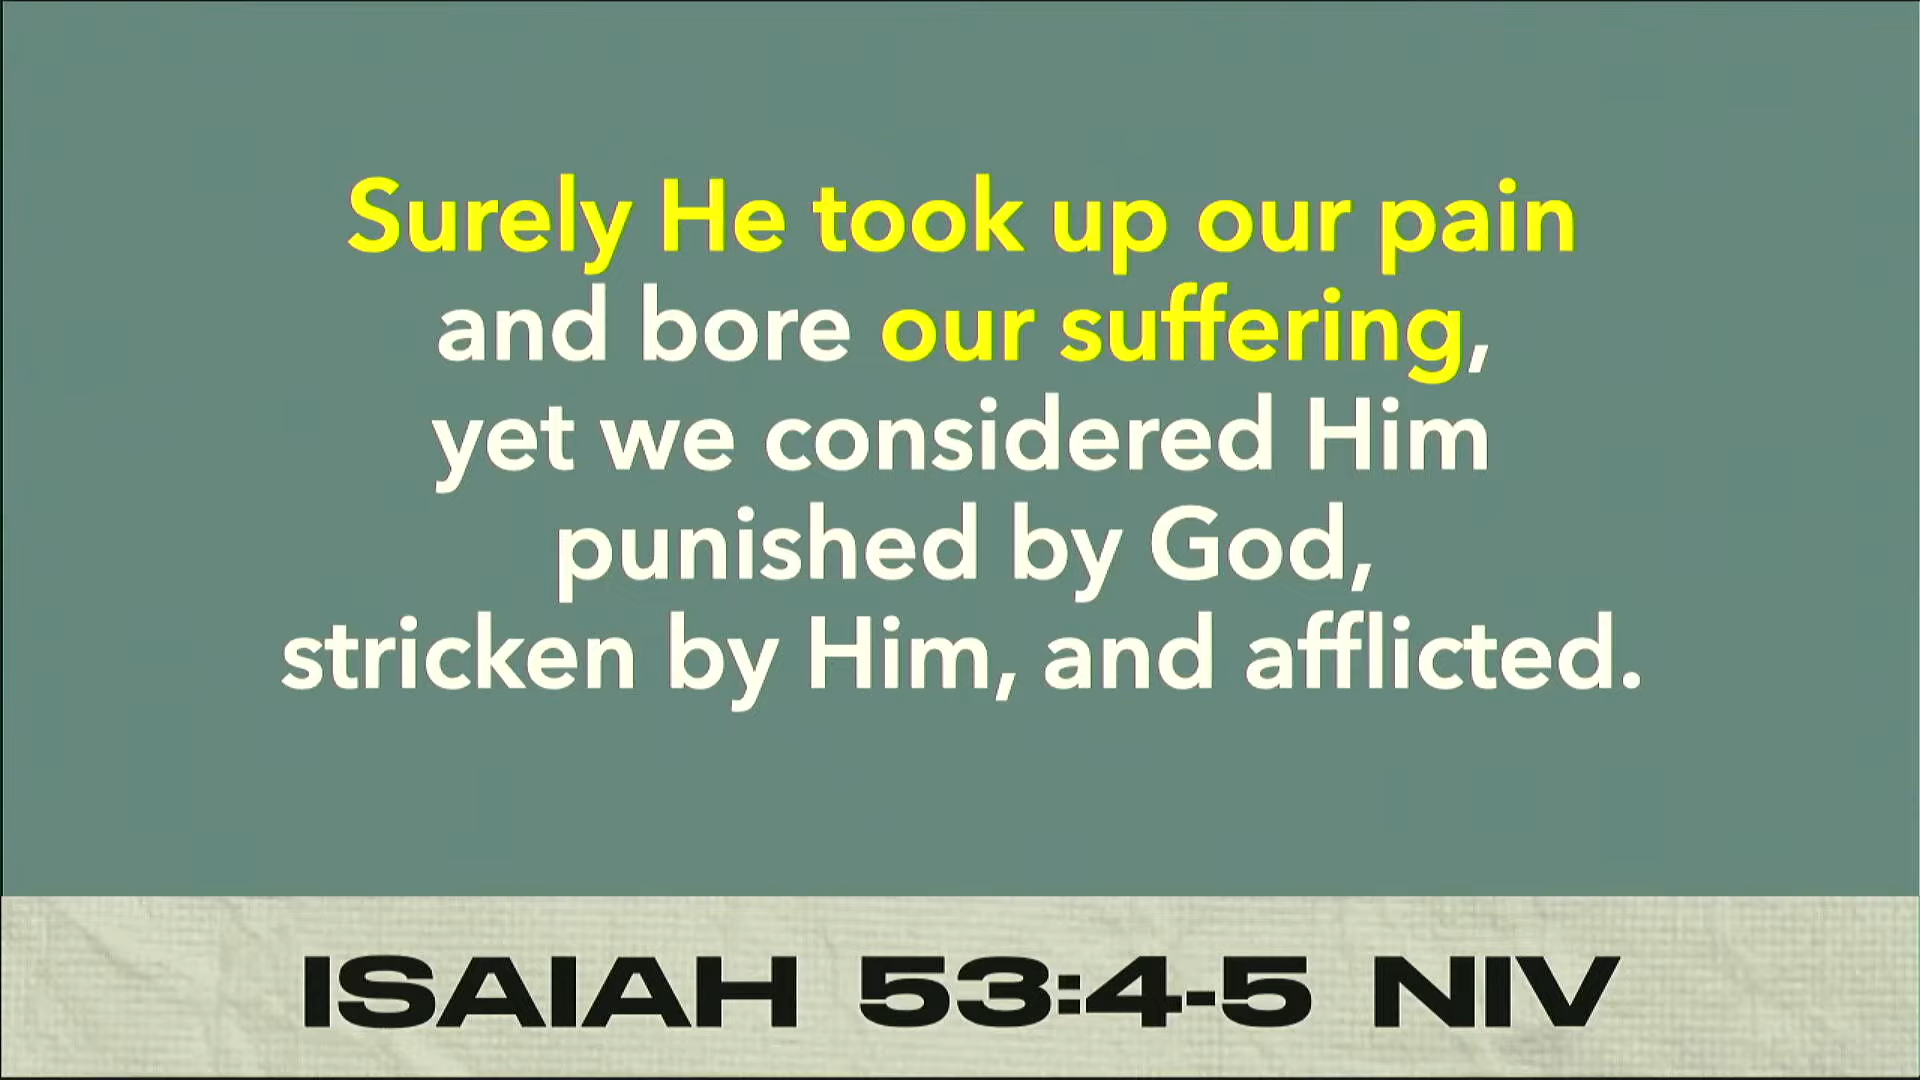 Surely He took up our pain
and bore our suffering,
yet we considered Him
punished by God,
stricken by Him, and afflicted.
ISAIAH 53:4-5 NIV